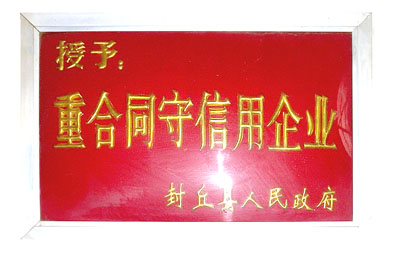 授予：
重合同守信用企业
封丘县人民政府